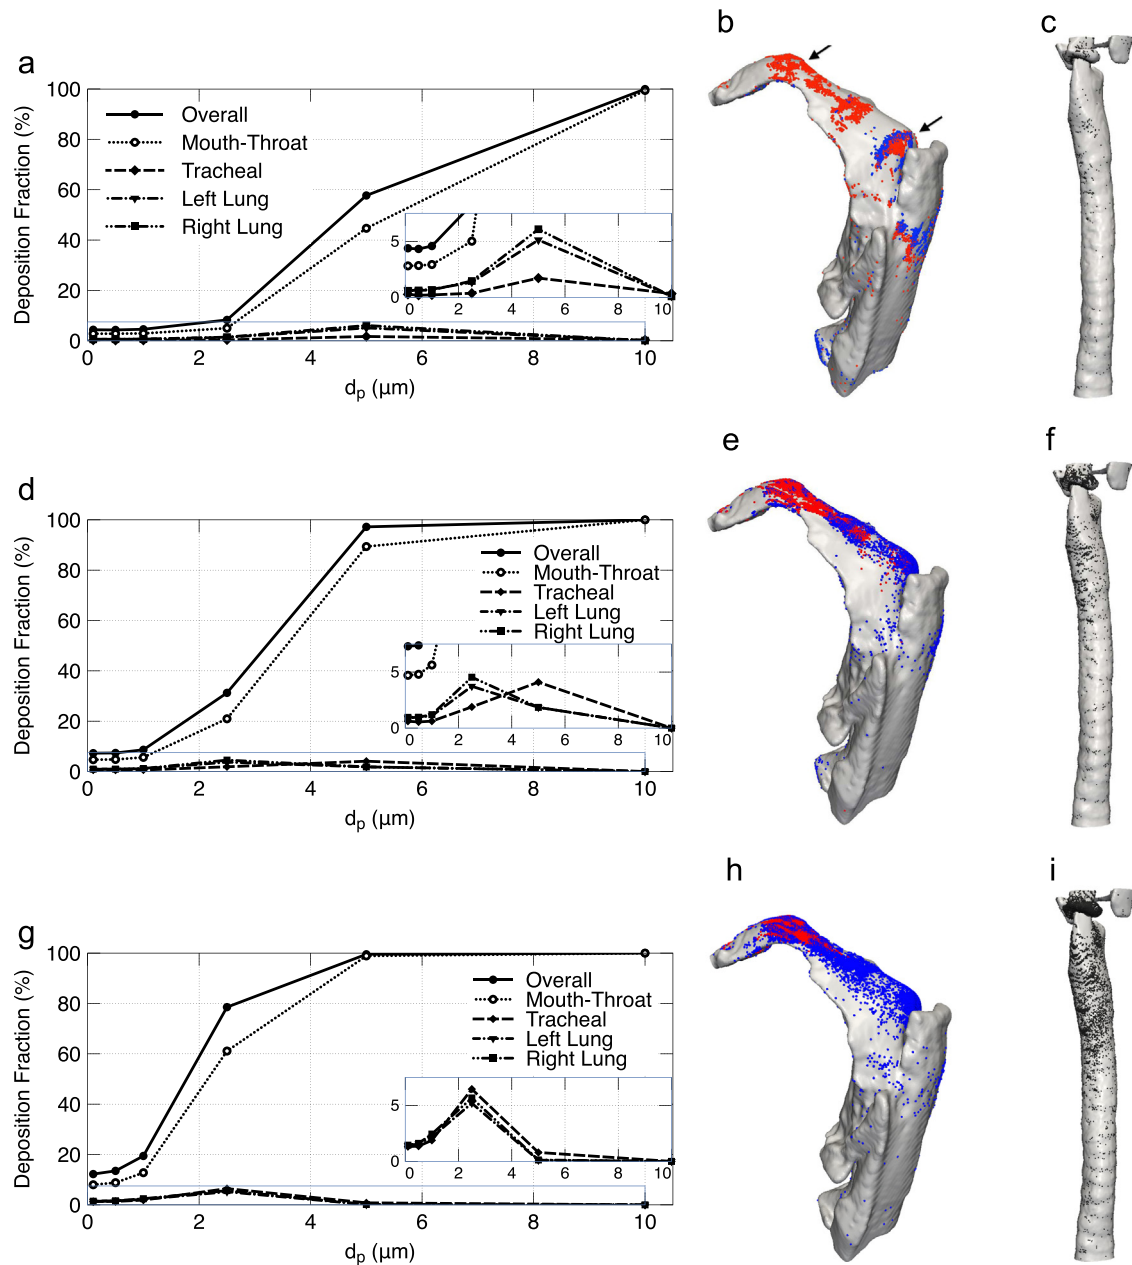 a
Deposition Fraction (%)
100
80
60
40
20
0
Overall
Mouth-Throat
Tracheal
Left Lung
Right Lung
5
0
0 2 4 6 8 10
0 2 4 6 8 10
dp (μm)
b
c
d
Deposition Fraction (%)
100
80
60
40
20
0
Overall
Mouth-Throat
Tracheal
Left Lung
Right Lung
5
0
0 2 4 6 8 10
0 2 4 6 8 10
dp (μm)
e
f
g
Deposition Fraction (%)
100
80
60
40
20
0
Overall
Mouth-Throat
Tracheal
Left Lung
Right Lung
5
0
0 2 4 6 8 10
0 2 4 6 8 10
dp (μm)
h
i